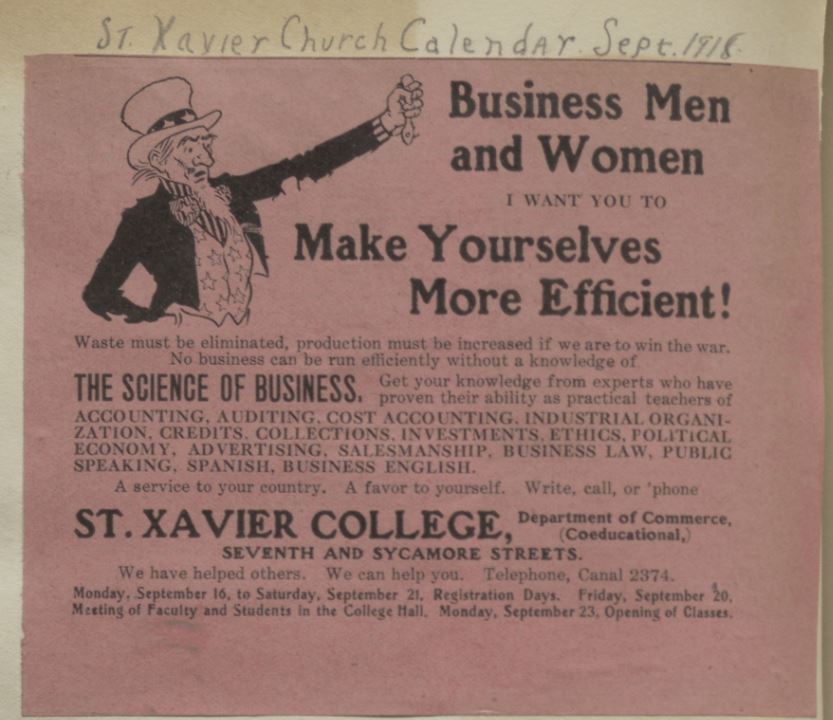 St. Xavier Church Calendar. Sept. 1918
Business Men
and Women
I WANT YOU TO
Make Yourselves
More Efficient!
Waste must be eliminated, production must be increased if we are to win the war.
No business can be run efficiently without a knowledge of
THE SCIENCE OF BUSINESS. Get your knowledge from experts who have
proven their ability as practical teachers of
ACCOUNTING, AUDITING, COST ACCOUNTING, INDUSTRIAL ORGANI-
ZATION, CREDITS, COLLECTIONS, INVESTMENTS, ETHICS, POLITICAL
ECONOMY, ADVERTISING, SALESMANSHIP, BUSINESS LAW, PUBLIC
SPEAKING, SPANISH, BUSINESS ENGLISH.
A service to your country. A favor to yourself. Write, call, or 'phone
ST. XAVIER COLLEGE, Department of Commerce,
(Coeducational,)
SEVENTH AND SYCAMORE STREETS.
We have helped others. We can help you. Telephone, Canal 2374.
Monday, September 16, to Saturday, September 21, Registration Days. Friday, September 20,
Meeting of Faculty and Students in the College Hall. Monday, September 23, Opening of Classes.